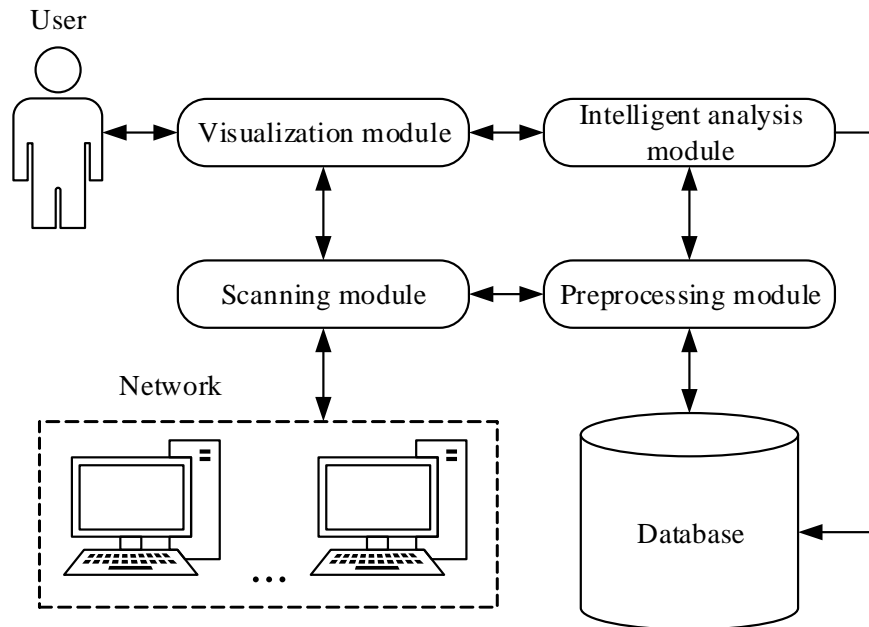 User
Visualization module
Intelligent analysis
module
Scanning module
Preprocessing module
Network
...
Database